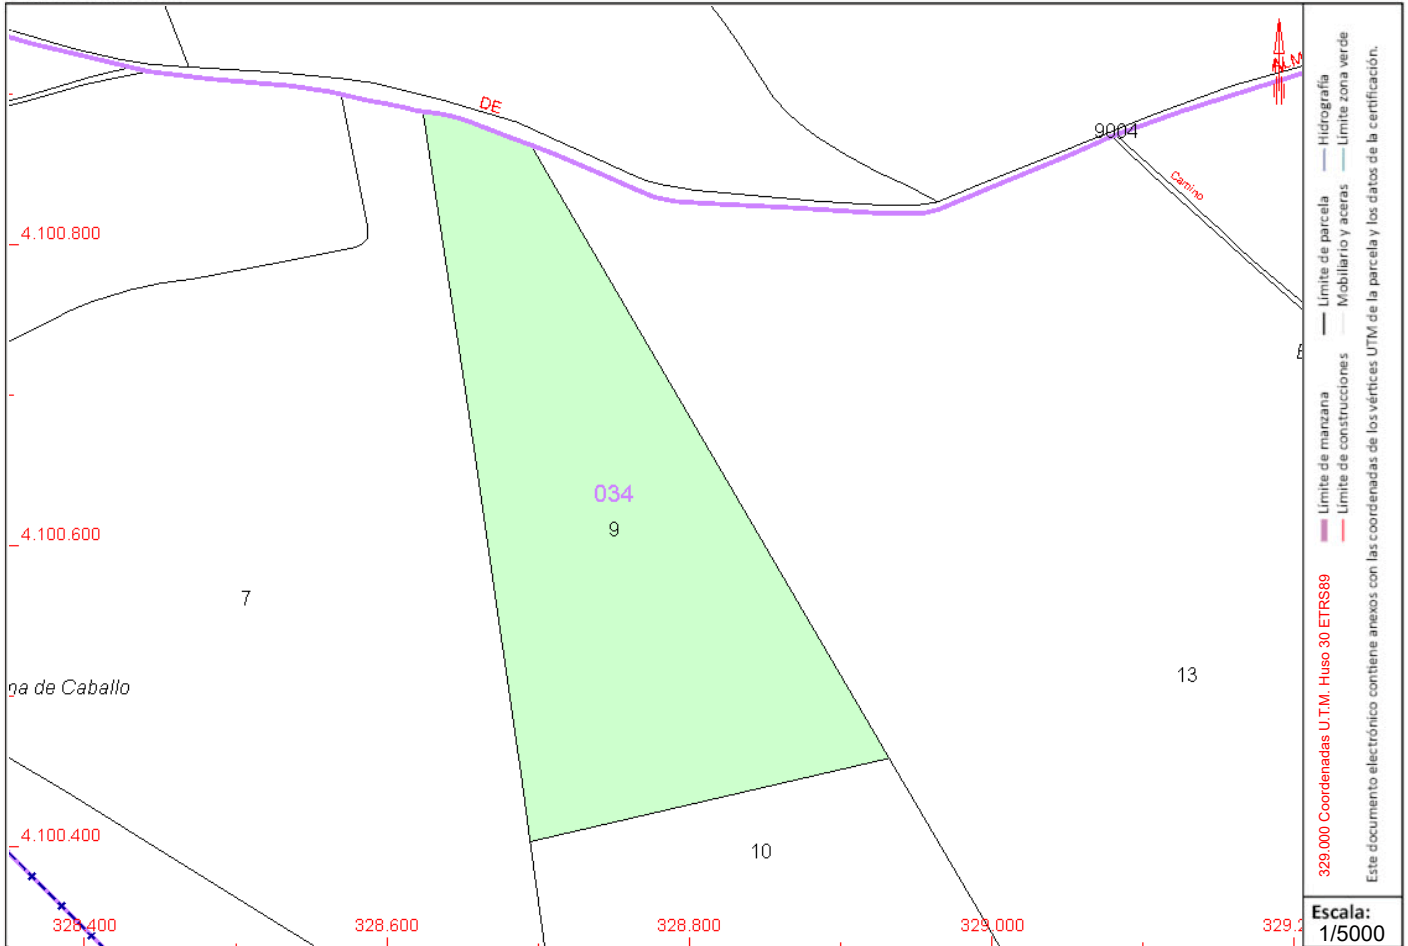 DE
9004
Camino
4.100.800
034
9
4.100.600
7
13
na de Caballo
4.100.400
10
328.400
328.600
328.800
329.000
329.2
Límite de manzana
Límite de parcela
Hidrografía
Límite de construcciones
Mobiliario y aceras
Límite zona verde
329.000 Coordenadas U.T.M. Huso 30 ETRS89
Este documento electrónico contiene anexos con las coordenadas de los vértices UTM de la parcela y los datos de la certificación.
Escala:
1/5000